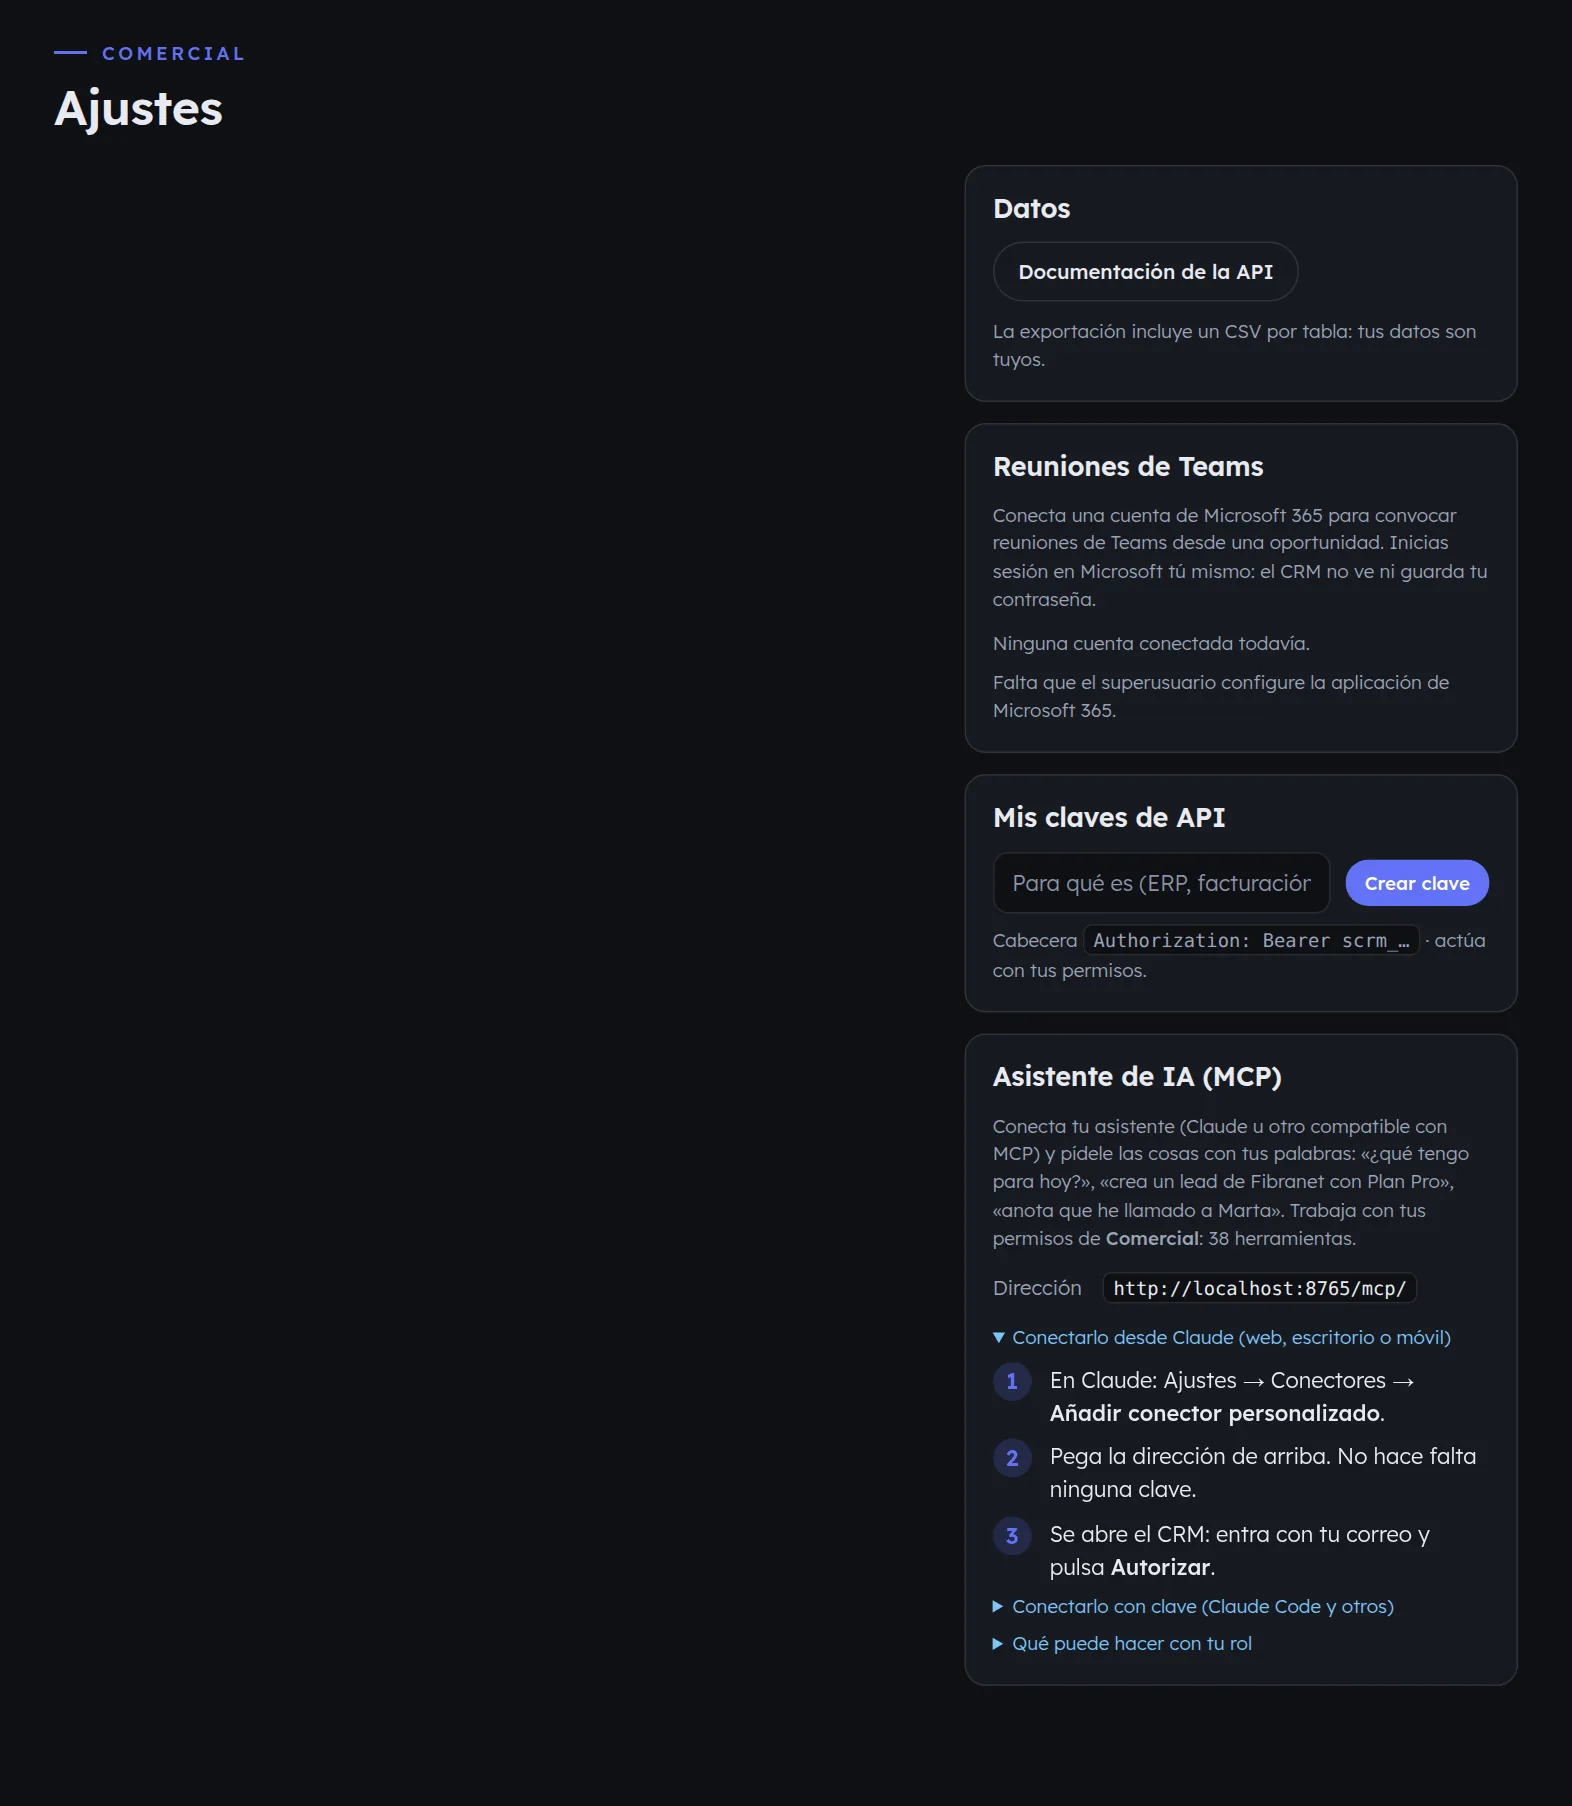 COMERCIAL
Ajustes
Datos
Documentación de la API
La exportación incluye un CSV por tabla: tus datos son
tuyos.
Reuniones de Teams
Conecta una cuenta de Microsoft 365 para convocar
reuniones de Teams desde una oportunidad. Inicias
sesión en Microsoft tú mismo: el CRM no ve ni guarda tu
contraseña.
Ninguna cuenta conectada todavía.
Falta que el superusuario configure la aplicación de
Microsoft 365.
Mis claves de API
Para qué es (ERP, facturación
Crear clave
Cabecera Authorization: Bearer scrm_… · actúa
con tus permisos.
Asistente de IA (MCP)
Conecta tu asistente (Claude u otro compatible con
MCP) y pídele las cosas con tus palabras: «¿qué tengo
para hoy?», «crea un lead de Fibranet con Plan Pro»,
«anota que he llamado a Marta». Trabaja con tus
permisos de Comercial: 38 herramientas.
Dirección http://localhost:8765/mcp/
▼ Conectarlo desde Claude (web, escritorio o móvil)
1 En Claude: Ajustes → Conectores →
Añadir conector personalizado.
2 Pega la dirección de arriba. No hace falta
ninguna clave.
3 Se abre el CRM: entra con tu correo y
pulsa Autorizar.
▶ Conectarlo con clave (Claude Code y otros)
▶ Qué puede hacer con tu rol